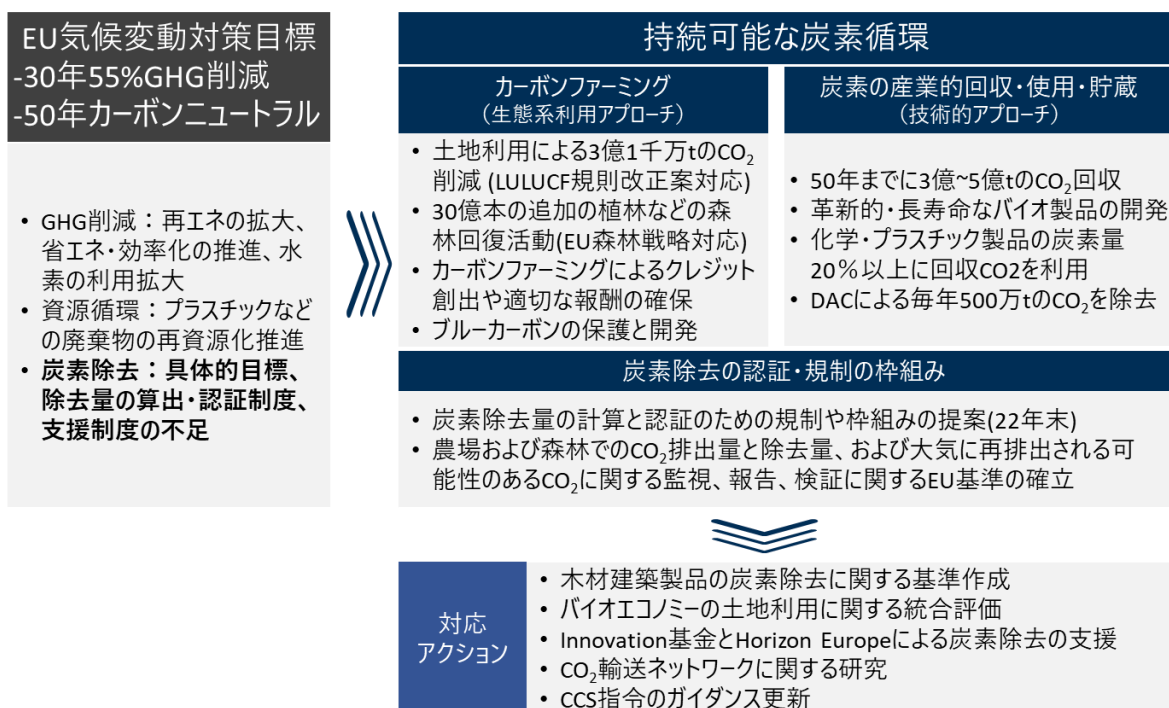 EU気候変動対策目標
-30年55%GHG削減
-50年カーボンニュートラル
• GHG削減：再エネの拡大、
省エネ・効率化の推進、水
素の利用拡大
• 資源循環：プラスチックなど
の廃棄物の再資源化推進
• 炭素除去：具体的目標、
除去量の算出・認証制度、
支援制度の不足
持続可能な炭素循環
カーボンファーミング
（生態系利用アプローチ）
• 土地利用による3億1千万tのCO₂
削減 (LULUCF規則改正案対応)
• 30億本の追加の植林などの森
林回復活動(EU森林戦略対応)
• カーボンファーミングによるクレジット
創出や適切な報酬の確保
• ブルーカーボンの保護と開発
炭素の産業的回収・使用・貯蔵
（技術的アプローチ）
• 50年までに3億~5億tのCO₂回収
• 革新的・長寿命なバイオ製品の開発
• 化学・プラスチック製品の炭素量
20％以上に回収CO2を利用
• DACによる毎年500万tのCO₂を除去
炭素除去の認証・規制の枠組み
• 炭素除去量の計算と認証のための規制や枠組みの提案(22年末)
• 農場および森林でのCO₂排出量と除去量、および大気に再排出される可
能性のあるCO₂に関する監視、報告、検証に関するEU基準の確立
対応
アクション
• 木材建築製品の炭素除去に関する基準作成
• バイオエコノミーの土地利用に関する統合評価
• Innovation基金とHorizon Europeによる炭素除去の支援
• CO₂輸送ネットワークに関する研究
• CCS指令のガイダンス更新